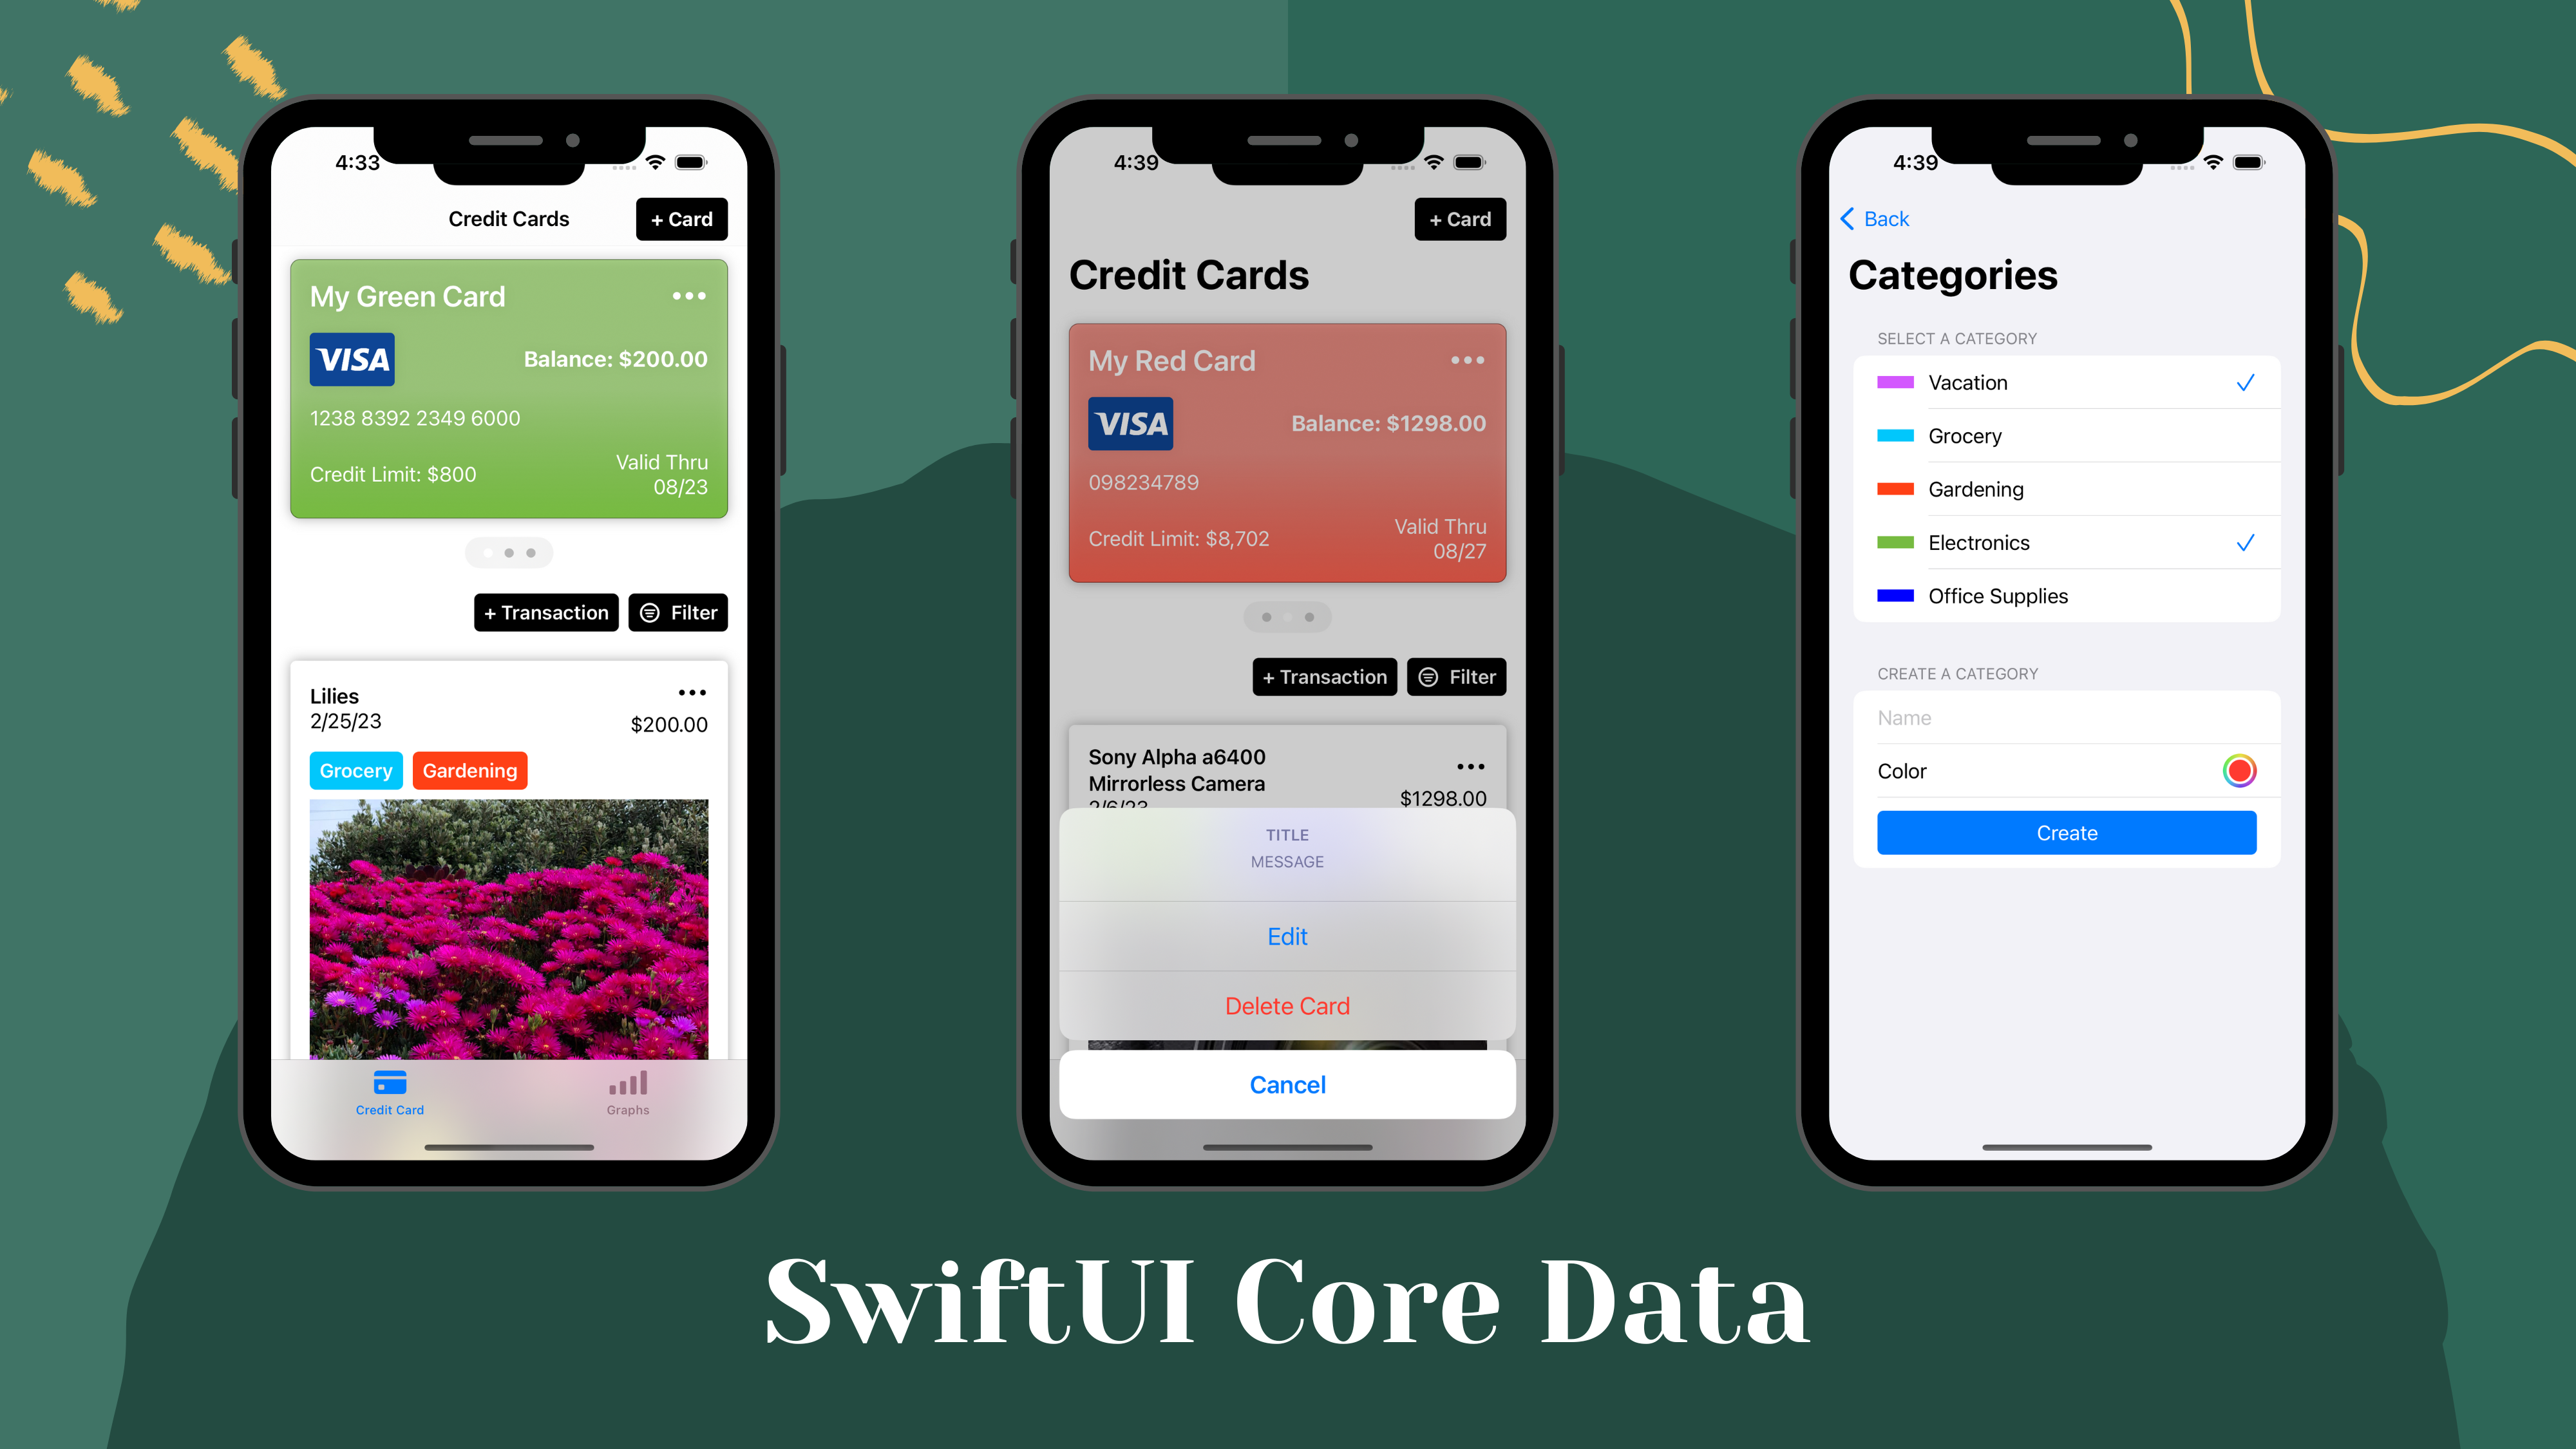 4:33
Credit Cards
+ Card
My Green Card
VISA
Balance: $200.00
1238 8392 2349 6000
Credit Limit: $800
Valid Thru
08/23
+ Transaction
Filter
Lilies
2/25/23
$200.00
Grocery
Gardening
Credit Card
Graphs
4:39
+ Card
Credit Cards
My Red Card
VISA
Balance: $1298.00
098234789
Credit Limit: $8,702
Valid Thru
08/27
+ Transaction
Filter
Sony Alpha a6400
Mirrorless Camera
2/6/23
$1298.00
TITLE
MESSAGE
Edit
Delete Card
Cancel
4:39
Back
Categories
SELECT A CATEGORY
Vacation
Grocery
Gardening
Electronics
Office Supplies
CREATE A CATEGORY
Name
Color
Create
SwiftUI Core Data